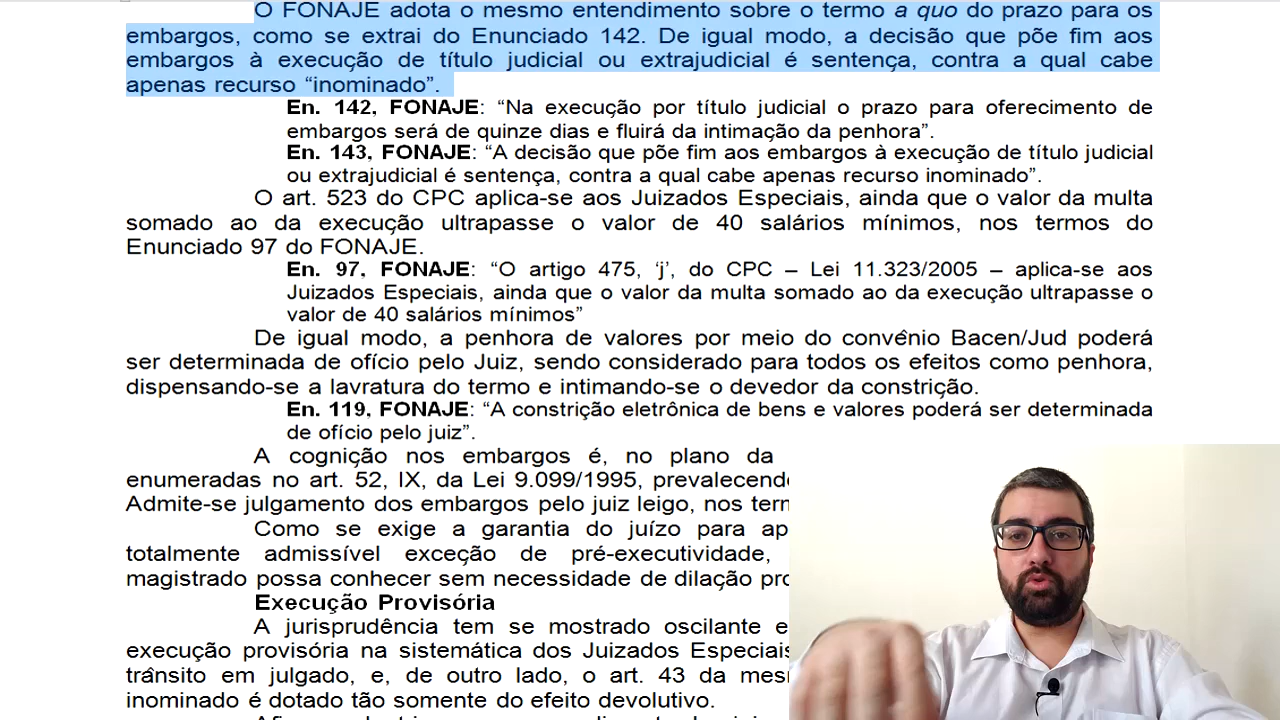 O FONAJE adota o mesmo entendimento sobre o termo a quo do prazo para os
embargos, como se extrai do Enunciado 142. De igual modo, a decisão que põe fim aos
embargos à execução de título judicial ou extrajudicial é sentença, contra a qual cabe
apenas recurso “inominado”.
En. 142, FONAJE: “Na execução por título judicial o prazo para oferecimento de
embargos será de quinze dias e fluirá da intimação da penhora”.
En. 143, FONAJE: “A decisão que põe fim aos embargos à execução de título judicial
ou extrajudicial é sentença, contra a qual cabe apenas recurso inominado”.
O art. 523 do CPC aplica-se aos Juizados Especiais, ainda que o valor da multa
somado ao da execução ultrapasse o valor de 40 salários mínimos, nos termos do
Enunciado 97 do FONAJE.
En. 97, FONAJE: “O artigo 475, ‘j’, do CPC – Lei 11.323/2005 – aplica-se aos
Juizados Especiais, ainda que o valor da multa somado ao da execução ultrapasse o
valor de 40 salários mínimos”
De igual modo, a penhora de valores por meio do convênio Bacen/Jud poderá
ser determinada de ofício pelo Juiz, sendo considerado para todos os efeitos como penhora,
dispensando-se a lavratura do termo e intimando-se o devedor da constrição.
En. 119, FONAJE: “A constrição eletrônica de bens e valores poderá ser determinada
de ofício pelo juiz”.
A cognição nos embargos é, no plano da
enumeradas no art. 52, IX, da Lei 9.099/1995,
Admite-se julgamento dos embargos pelo juiz leigo, nos
Como se exige a garantia do juízo para
totalmente admissível exceção de pré-executividade,
magistrado possa conhecer sem necessidade de dilação
Execução Provisória
A jurisprudência tem se mostrado oscilante
execução provisória na sistemática dos Juizados Especiais
trânsito em julgado, e, de outro lado, o art. 43 da
inominado é dotado tão somente do efeito devolutivo.